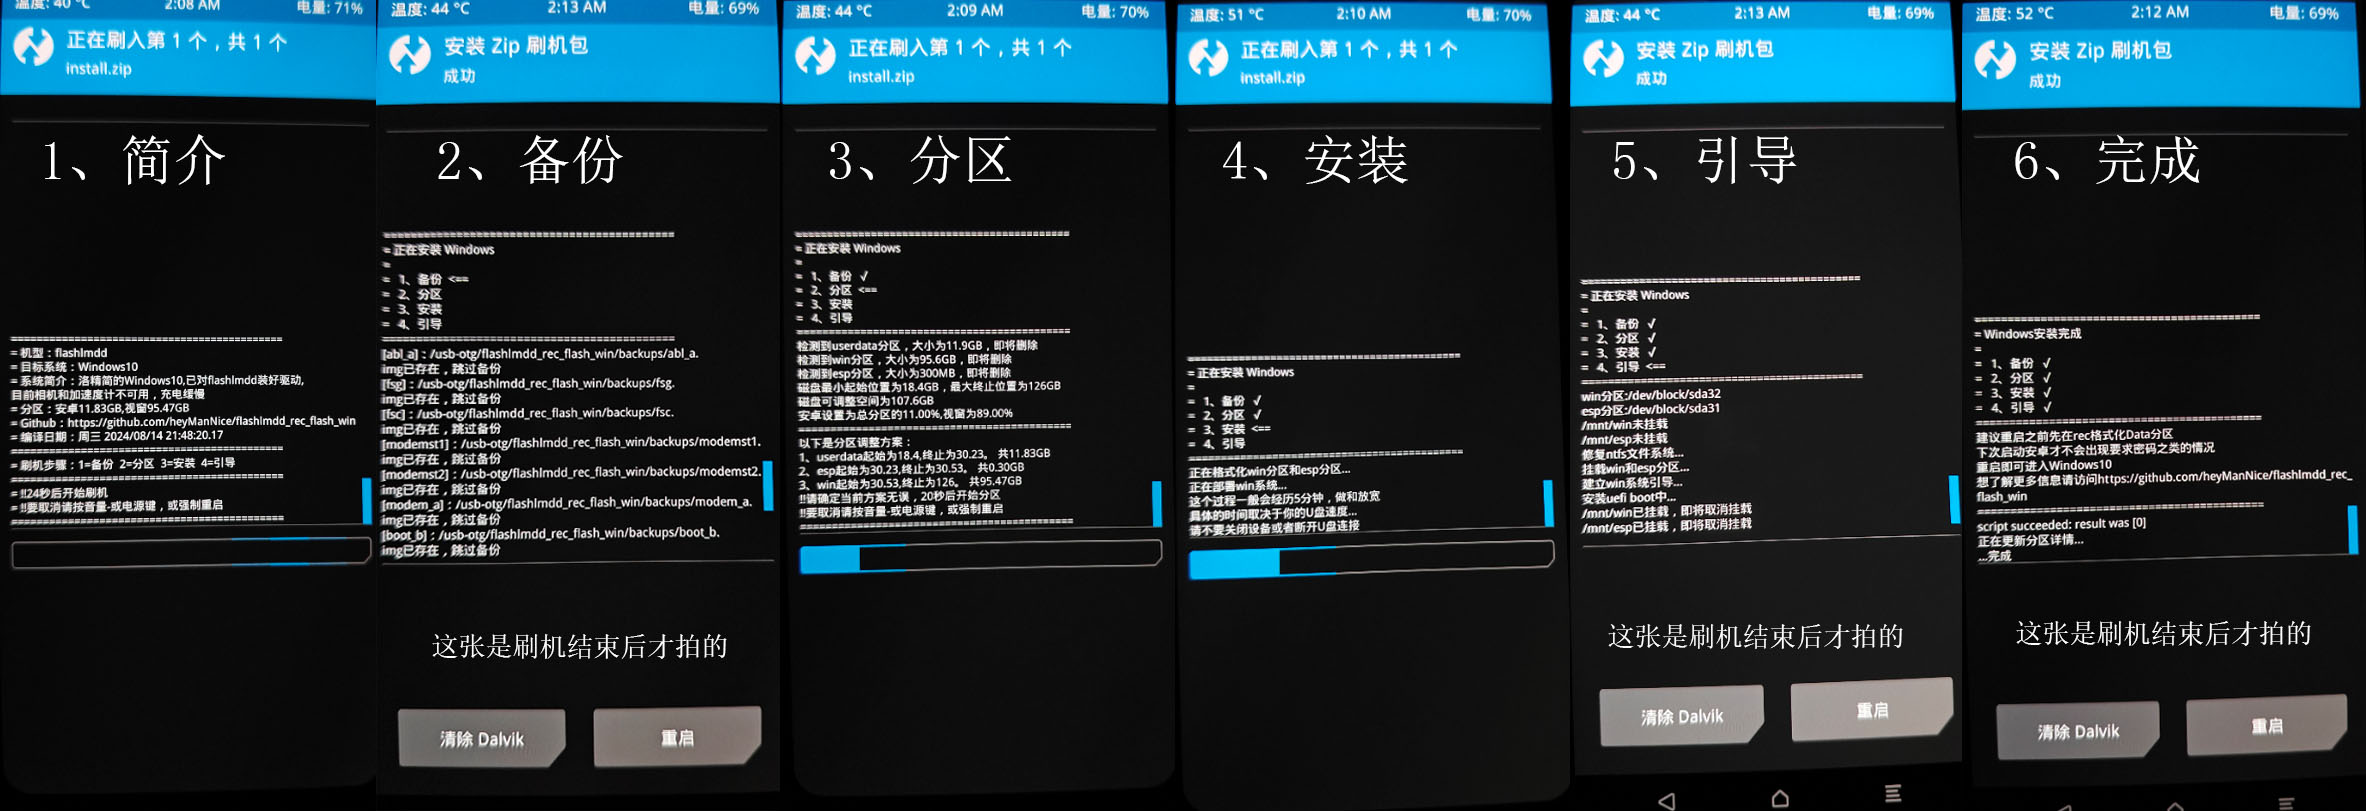 温度: 40 °C 2:08 AM 电量: 71%
正在刷入第 1 个，共 1 个
install.zip
1、简介
==============================================
= 机型：flashlmdd
= 目标系统：Windows10
= 系统简介：洛精简的Windows10,已对flashlmdd装好驱动,
目前相机和加速度计不可用，充电缓慢
= 分区：安卓11.83GB,视窗95.47GB
= Github：https://github.com/heyManNice/flashlmdd_rec_flash_win
= 编译日期：周三 2024/08/14 21:48:20.17
==============================================
= 刷机步骤：1=备份 2=分区 3=安装 4=引导
==============================================
= !!24秒后开始刷机
= !!要取消请按音量-或电源键，或强制重启
==============================================
温度: 44 °C 2:13 AM 电量: 69%
安装 Zip 刷机包
成功
2、备份
==============================================
= 正在安装 Windows
=
= 1、备份 <==
= 2、分区
= 3、安装
= 4、引导
==============================================
[abl_a]：/usb-otg/flashlmdd_rec_flash_win/backups/abl_a.
img已存在，跳过备份
[fsg]：/usb-otg/flashlmdd_rec_flash_win/backups/fsg.
img已存在，跳过备份
[fsc]：/usb-otg/flashlmdd_rec_flash_win/backups/fsc.
img已存在，跳过备份
[modemst1]：/usb-otg/flashlmdd_rec_flash_win/backups/modemst1.
img已存在，跳过备份
[modemst2]：/usb-otg/flashlmdd_rec_flash_win/backups/modemst2.
img已存在，跳过备份
[modem_a]：/usb-otg/flashlmdd_rec_flash_win/backups/modem_a.
img已存在，跳过备份
[boot_b]：/usb-otg/flashlmdd_rec_flash_win/backups/boot_b.
img已存在，跳过备份
这张是刷机结束后才拍的
清除 Dalvik 重启
温度: 44 °C 2:09 AM 电量: 70%
正在刷入第 1 个，共 1 个
install.zip
3、分区
==============================================
= 正在安装 Windows
=
= 1、备份 √
= 2、分区 <==
= 3、安装
= 4、引导
==============================================
检测到userdata分区，大小为11.9GB，即将删除
检测到win分区，大小为95.6GB，即将删除
检测到esp分区，大小为300MB，即将删除
磁盘最小起始位置为18.4GB，最大终止位置为126GB
磁盘可调整空间为107.6GB
安卓设置为总分区的11.00%,视窗为89.00%
==============================================
以下是分区调整方案：
1、userdata起始为18.4,终止为30.23。 共11.83GB
2、esp起始为30.23,终止为30.53。 共0.30GB
3、win起始为30.53,终止为126。 共95.47GB
!!请确定当前方案无误，20秒后开始分区
!!要取消请按音量-或电源键，或强制重启
==============================================
温度: 51 °C 2:10 AM 电量: 70%
正在刷入第 1 个，共 1 个
install.zip
4、安装
==============================================
= 正在安装 Windows
=
= 1、备份 √
= 2、分区 √
= 3、安装 <==
= 4、引导
==============================================
正在格式化win分区和esp分区...
正在部署win系统...
这个过程一般会经历5分钟，做和放宽
具体的时间取决于你的U盘速度...
请不要关闭设备或者断开U盘连接
温度: 44 °C 2:13 AM 电量: 69%
安装 Zip 刷机包
成功
5、引导
==============================================
= 正在安装 Windows
=
= 1、备份 √
= 2、分区 √
= 3、安装 √
= 4、引导 <==
==============================================
win分区:/dev/block/sda32
esp分区:/dev/block/sda31
/mnt/win未挂载
/mnt/esp未挂载
修复ntfs文件系统...
挂载win和esp分区...
建立win系统引导...
安装uefi boot中...
/mnt/win已挂载，即将取消挂载
/mnt/esp已挂载，即将取消挂载
这张是刷机结束后才拍的
清除 Dalvik 重启
温度: 52 °C 2:12 AM 电量: 69%
安装 Zip 刷机包
成功
6、完成
==============================================
= Windows安装完成
=
= 1、备份 √
= 2、分区 √
= 3、安装 √
= 4、引导 √
==============================================
建议重启之前先在rec格式化Data分区
下次启动安卓才不会出现要求密码之类的情况
重启即可进入Windows10
想了解更多信息请访问https://github.com/heyManNice/flashlmdd_rec_
flash_win
==============================================
script succeeded: result was [0]
正在更新分区详情...
...完成
这张是刷机结束后才拍的
清除 Dalvik 重启